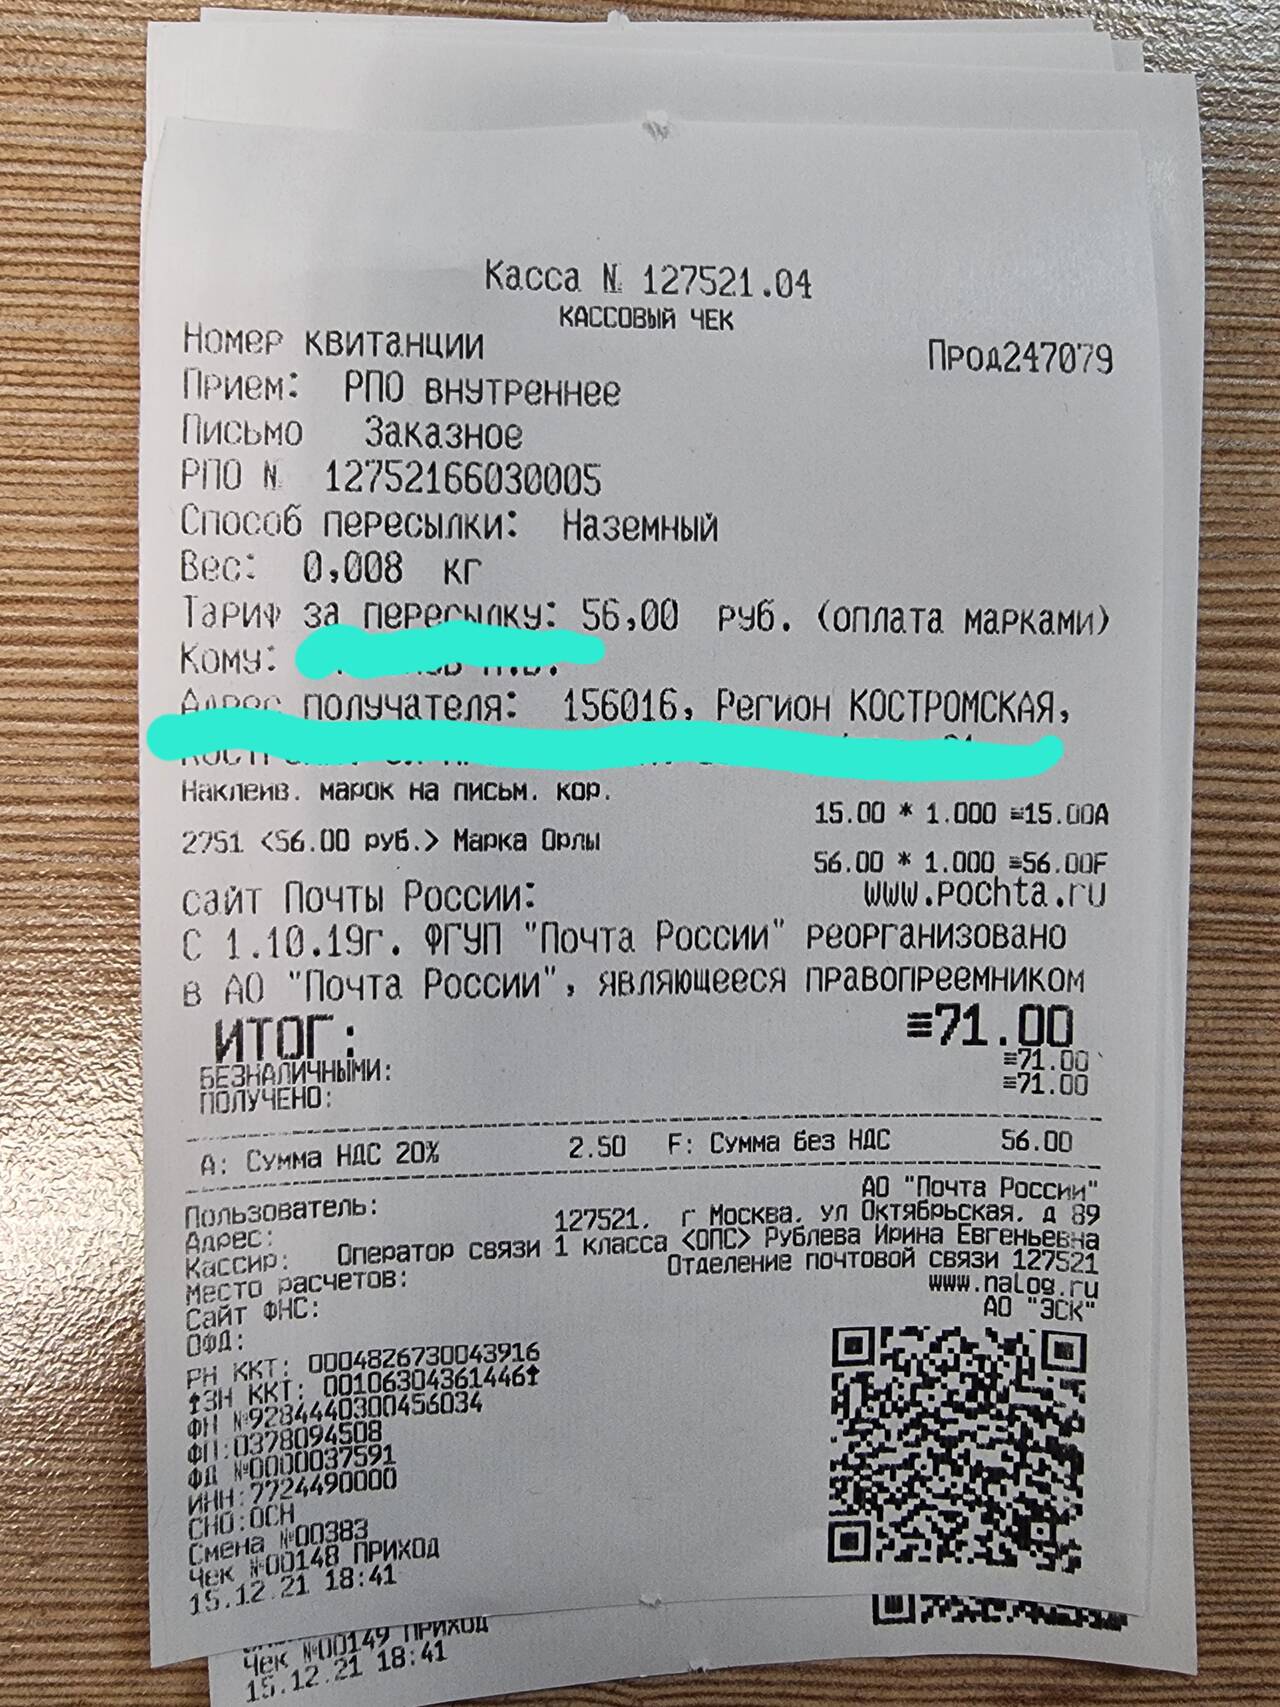 Касса № 127521.04
КАССОВЫЙ ЧЕК
Номер квитанции Прод247079
Прием: РПО внутреннее
Письмо Заказное
РПО № 12752166030005
Способ пересылки: Наземный
Вес: 0,008 кг
Тариф за пересылку: 56,00 руб. (оплата марками)
Кому:
Адрес получателя: 156016, Регион КОСТРОМСКАЯ,
Наклеив. марок на письм. кор.
15.00 * 1.000 ≡15.00А
2751 <56.00 руб.> Марка Орлы
56.00 * 1.000 ≡56.00F
сайт Почты России: www.pochta.ru
С 1.10.19г. ФГУП "Почта России" реорганизовано
в АО "Почта России", являющееся правопреемником
ИТОГ: ≡71.00
БЕЗНАЛИЧНЫМИ: ≡71.00
ПОЛУЧЕНО: ≡71.00
А: Сумма НДС 20% 2.50 F: Сумма без НДС 56.00
Пользователь: АО "Почта России"
Адрес: 127521, г Москва, ул Октябрьская, д 89
Кассир: Оператор связи 1 класса <ОПС> Рублева Ирина Евгеньевна
Место расчетов: Отделение почтовой связи 127521
Сайт ФНС: www.nalog.ru
ОФД: АО "ЭСК"
РН ККТ: 0004826730043916
↑ЗН ККТ: 00106304361446↑
ФН №9284440300456034
ФП:0378094508
ФД №0000037591
ИНН:7724490000
СНО:ОСН
Смена №00383
Чек №00148 ПРИХОД
15.12.21 18:41
Чек №00149 ПРИХОД
15.12.21 18:41